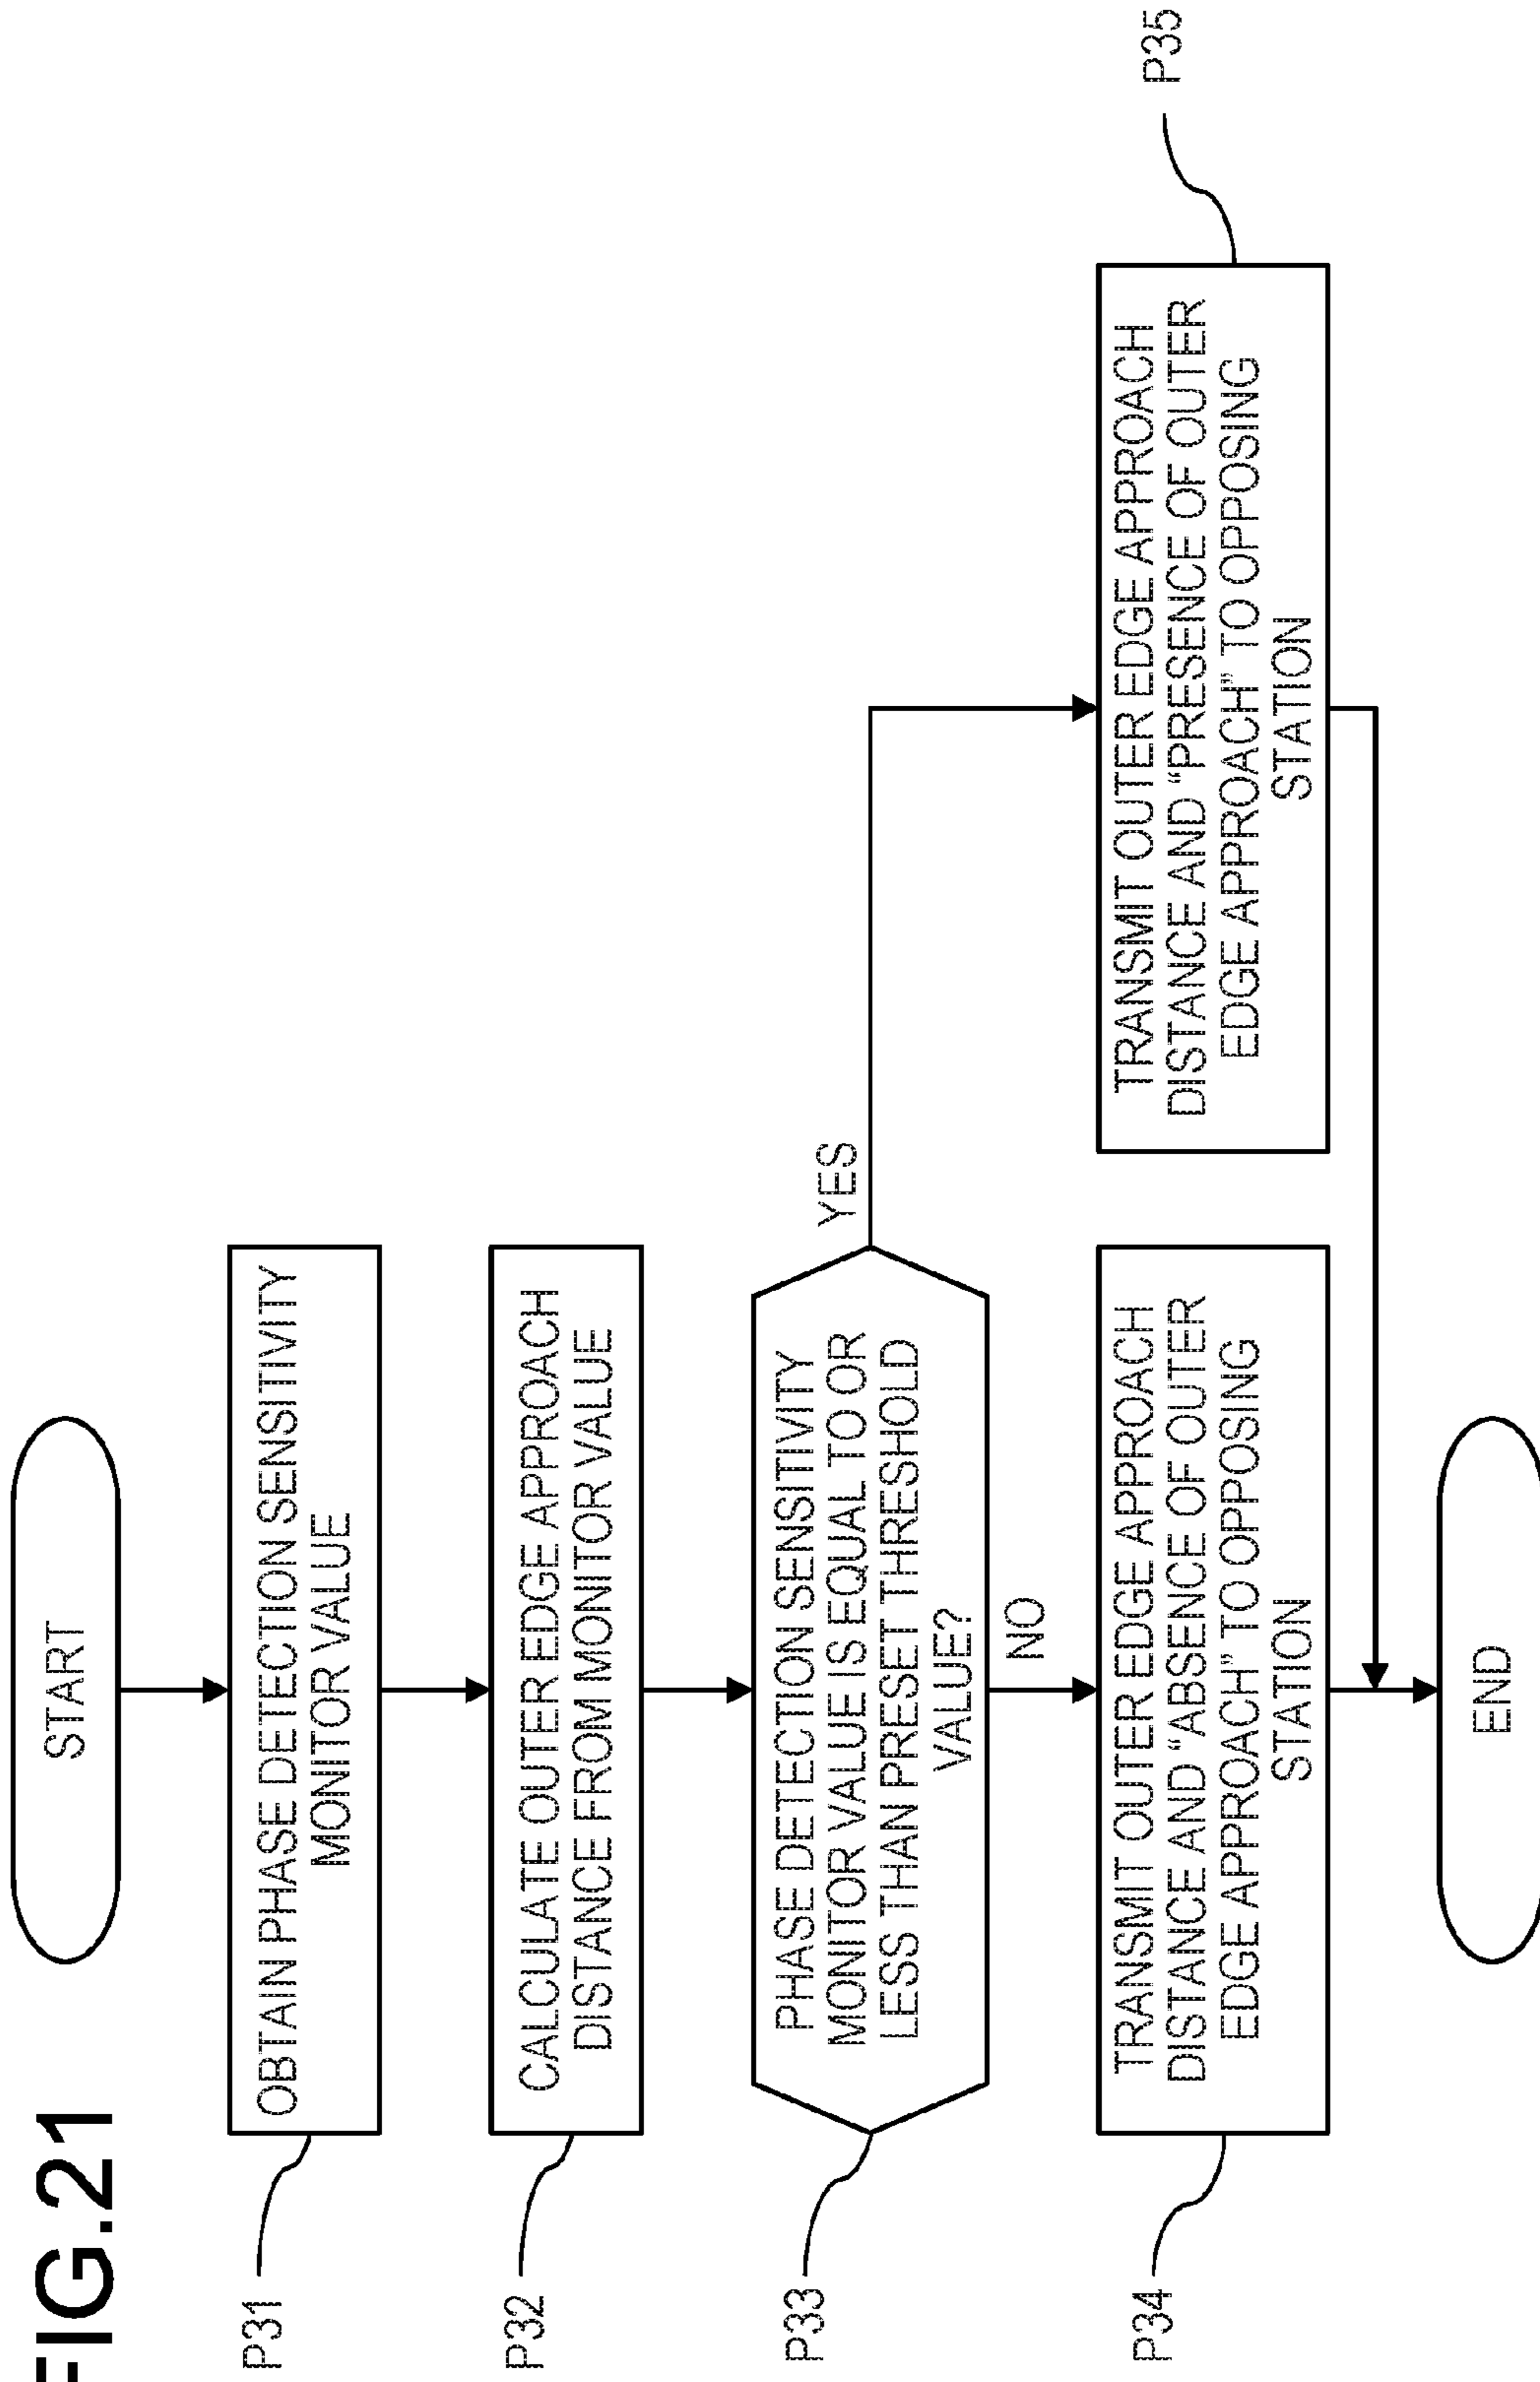 FIG.21
START
P31
OBTAIN PHASE DETECTION SENSITIVITY
MONITOR VALUE
P32
CALCULATE OUTER EDGE APPROACH
DISTANCE FROM MONITOR VALUE
P33
PHASE DETECTION SENSITIVITY
MONITOR VALUE IS EQUAL TO OR
LESS THAN PRESET THRESHOLD
VALUE?
YES
NO
P34
TRANSMIT OUTER EDGE APPROACH
DISTANCE AND “ABSENCE OF OUTER
EDGE APPROACH” TO OPPOSING
STATION
TRANSMIT OUTER EDGE APPROACH
DISTANCE AND “PRESENCE OF OUTER
EDGE APPROACH” TO OPPOSING
STATION
P35
END